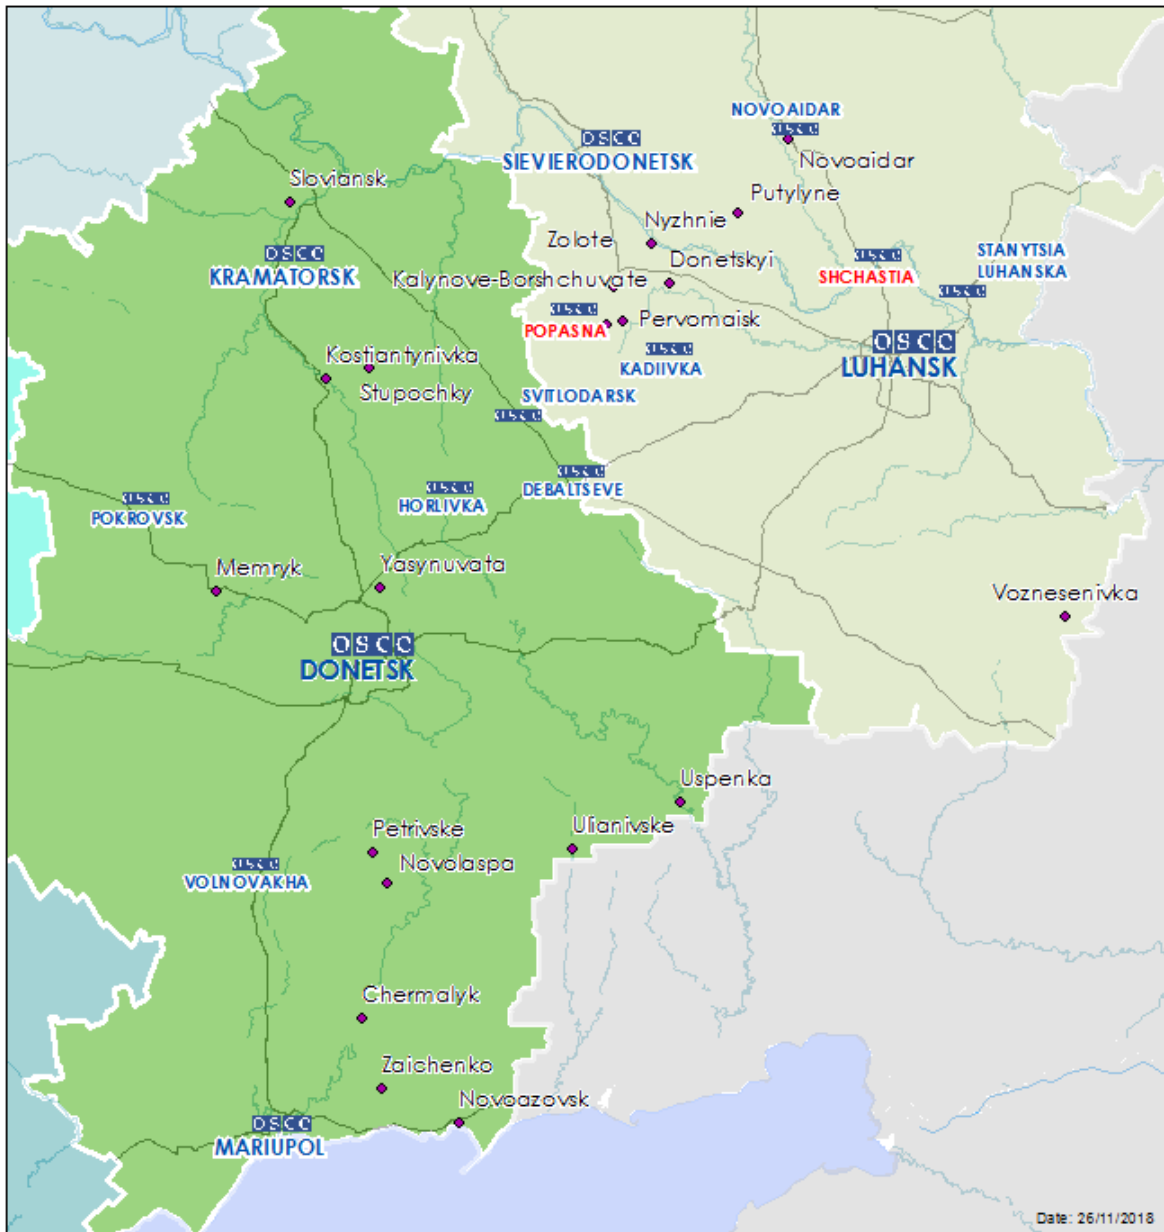 NOVOAIDAR
OSCE
OSCE
SIEVIERODONETSK
Novoaidar
Sloviansk
Putylyne
Nyzhnie
Zolote
OSCE
KRAMATORSK
Donetskyi
OSCE
SHCHASTIA
STANYTSIA
LUHANSKA
OSCE
Kalynove-Borshchuvate
OSCE
POPASNA
Pervomaisk
OSCE
LUHANSK
OSCE
KADIIVKA
Kostiantynivka
Stupochky
SVITLODARSK
OSCE
OSCE
DEBALTSEVE
OSCE
HORLIVKA
OSCE
POKROVSK
Memryk
Yasynuvata
Voznesenivka
OSCE
DONETSK
Uspenka
Ulianivske
Petrivske
Novolaspa
OSCE
VOLNOVAKHA
Chermalyk
Zaichenko
Novoazovsk
OSCE
MARIUPOL
Date: 26/11/2018